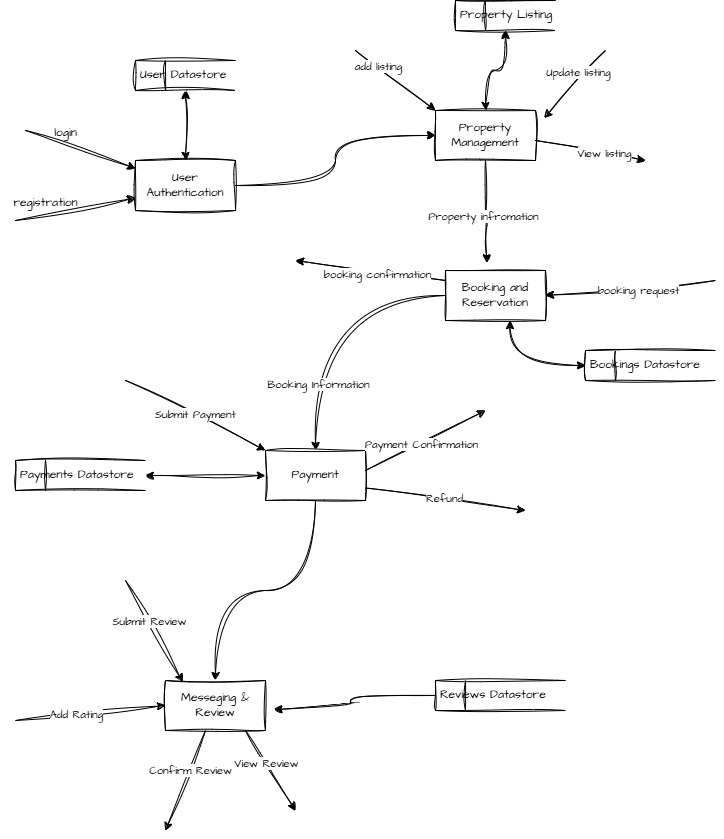 Property Listing
add listing
Update listing
User Datastore
login
Property
Management
View listing
User
Authentication
registration
Property infromation
booking confirmation
Booking and
Reservation
booking request
Bookings Datastore
Booking Information
Submit Payment
Payment Confirmation
Payments Datastore
Payment
Refund
Submit Review
Messeging &
Review
Reviews Datastore
Add Rating
Confirm Review
View Review